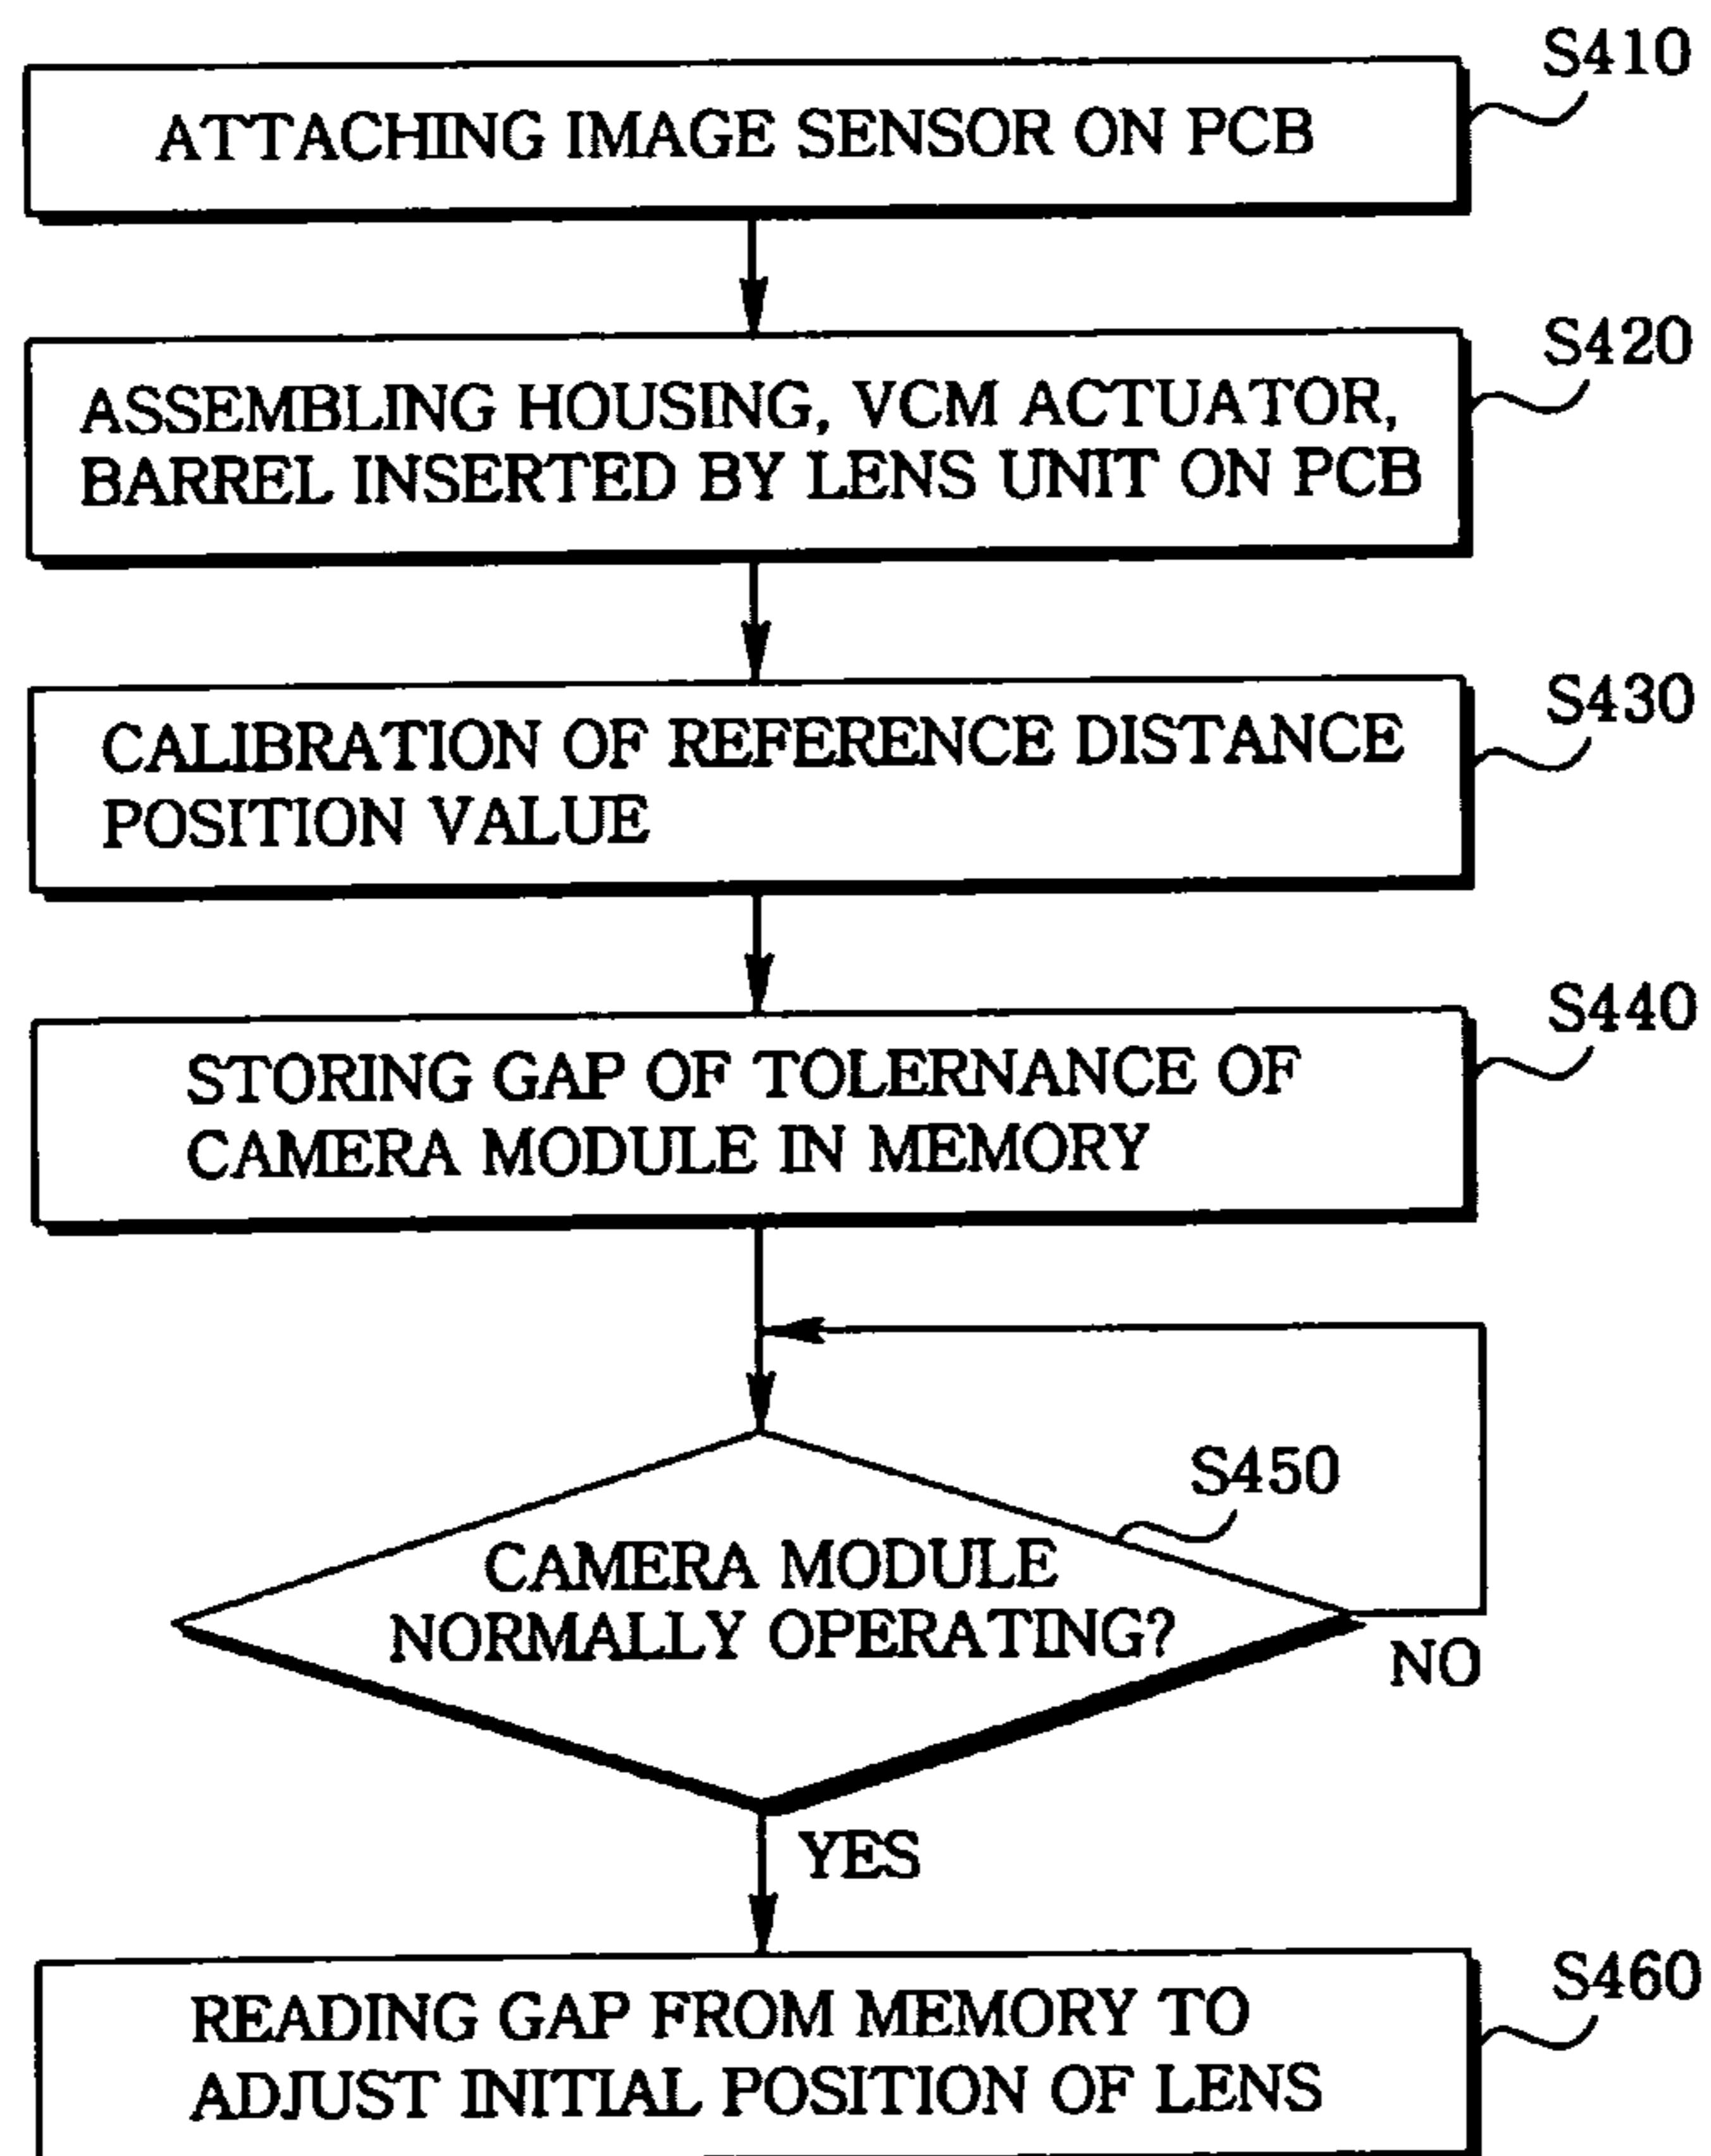 S410
ATTACHING IMAGE SENSOR ON PCB
S420
ASSEMBLING HOUSING, VCM ACTUATOR,
BARREL INSERTED BY LENS UNIT ON PCB
S430
CALIBRATION OF REFERENCE DISTANCE
POSITION VALUE
S440
STORING GAP OF TOLERNANCE OF
CAMERA MODULE IN MEMORY
S450
CAMERA MODULE
NORMALLY OPERATING?
NO
YES
S460
READING GAP FROM MEMORY TO
ADJUST INITIAL POSITION OF LENS